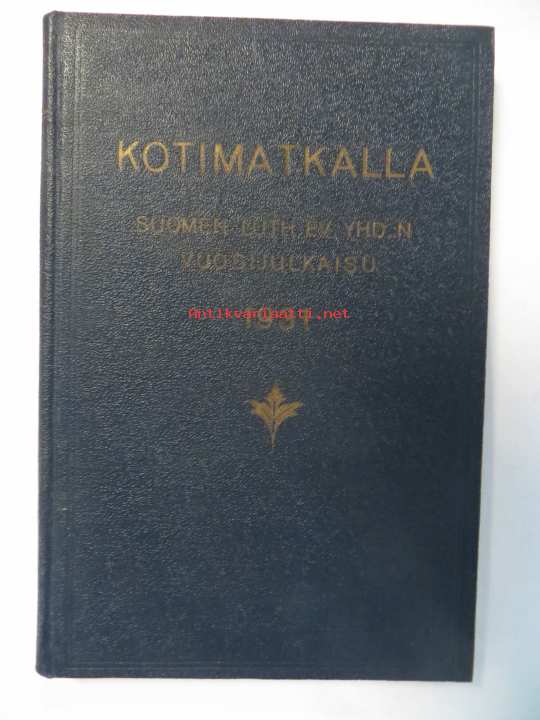 KOTIMATKALLA
SUOMEN LUTH. EV. YHD:N
VUOSIJULKAISU
Antikvariaatti.net
1931